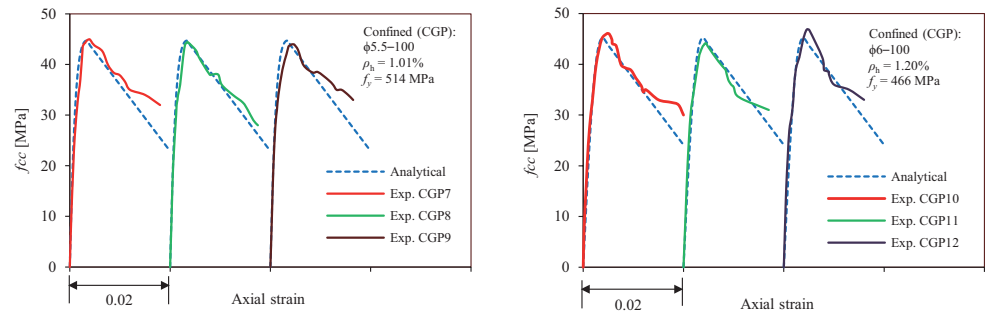 50
40
30
20
10
0
fcc [MPa]
Confined (CGP):
ϕ5.5–100
ρh = 1.01%
fy = 514 MPa
Analytical
Exp. CGP7
Exp. CGP8
Exp. CGP9
0.02
Axial strain
50
40
30
20
10
0
fcc [MPa]
Confined (CGP):
ϕ6–100
ρh = 1.20%
fy = 466 MPa
Analytical
Exp. CGP10
Exp. CGP11
Exp. CGP12
0.02
Axial strain